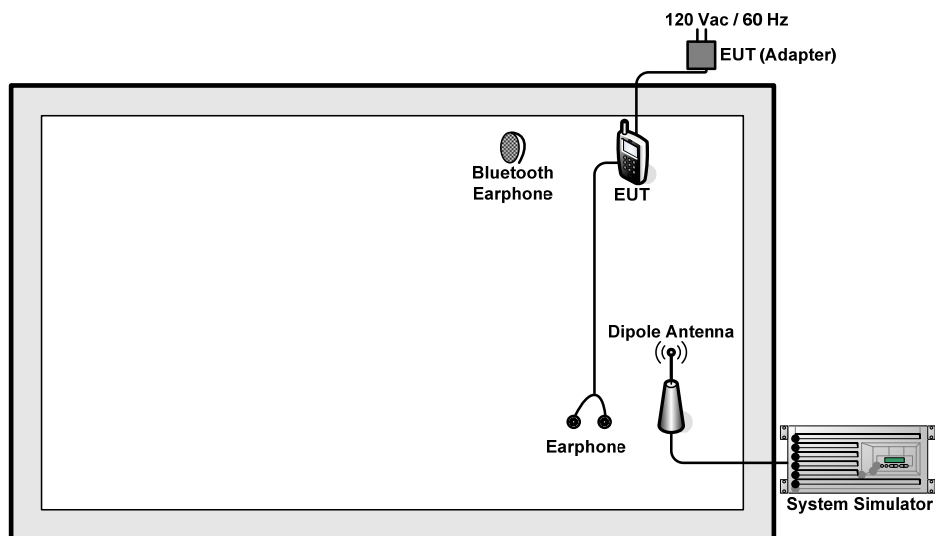 120 Vac / 60 Hz
EUT (Adapter)
Bluetooth
Earphone
EUT
Dipole Antenna
Earphone
System Simulator